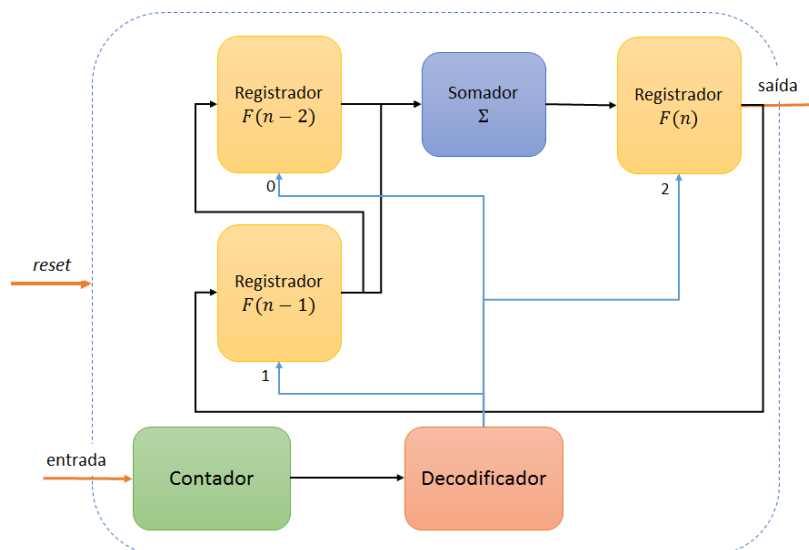 Registrador
F(n − 2)
Somador
Σ
Registrador
F(n)
saída
0
2
reset
Registrador
F(n − 1)
1
entrada
Contador
Decodificador